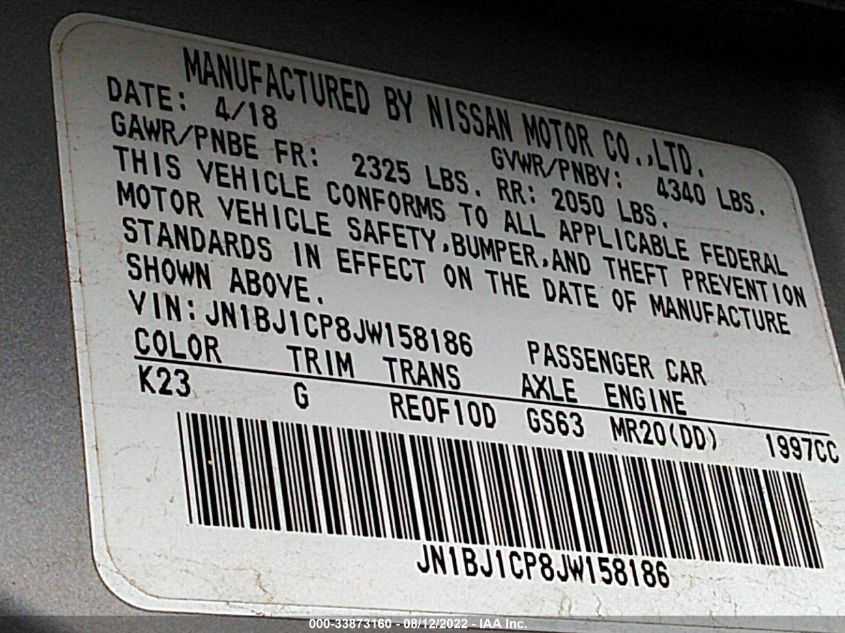 MANUFACTURED BY NISSAN MOTOR CO.,LTD.
DATE: 4/18 GVWR/PNBV: 4340 LBS.
GAWR/PNBE FR: 2325 LBS. RR: 2050 LBS.
THIS VEHICLE CONFORMS TO ALL APPLICABLE FEDERAL
MOTOR VEHICLE SAFETY,BUMPER,AND THEFT PREVENTION
STANDARDS IN EFFECT ON THE DATE OF MANUFACTURE
SHOWN ABOVE.
VIN:JN1BJ1CP8JW158186 PASSENGER CAR
COLOR TRIM TRANS AXLE ENGINE
K23 G RE0F10D GS63 MR20(DD) 1997CC
JN1BJ1CP8JW158186
000-33873160 - 08/12/2022 - IAA Inc.